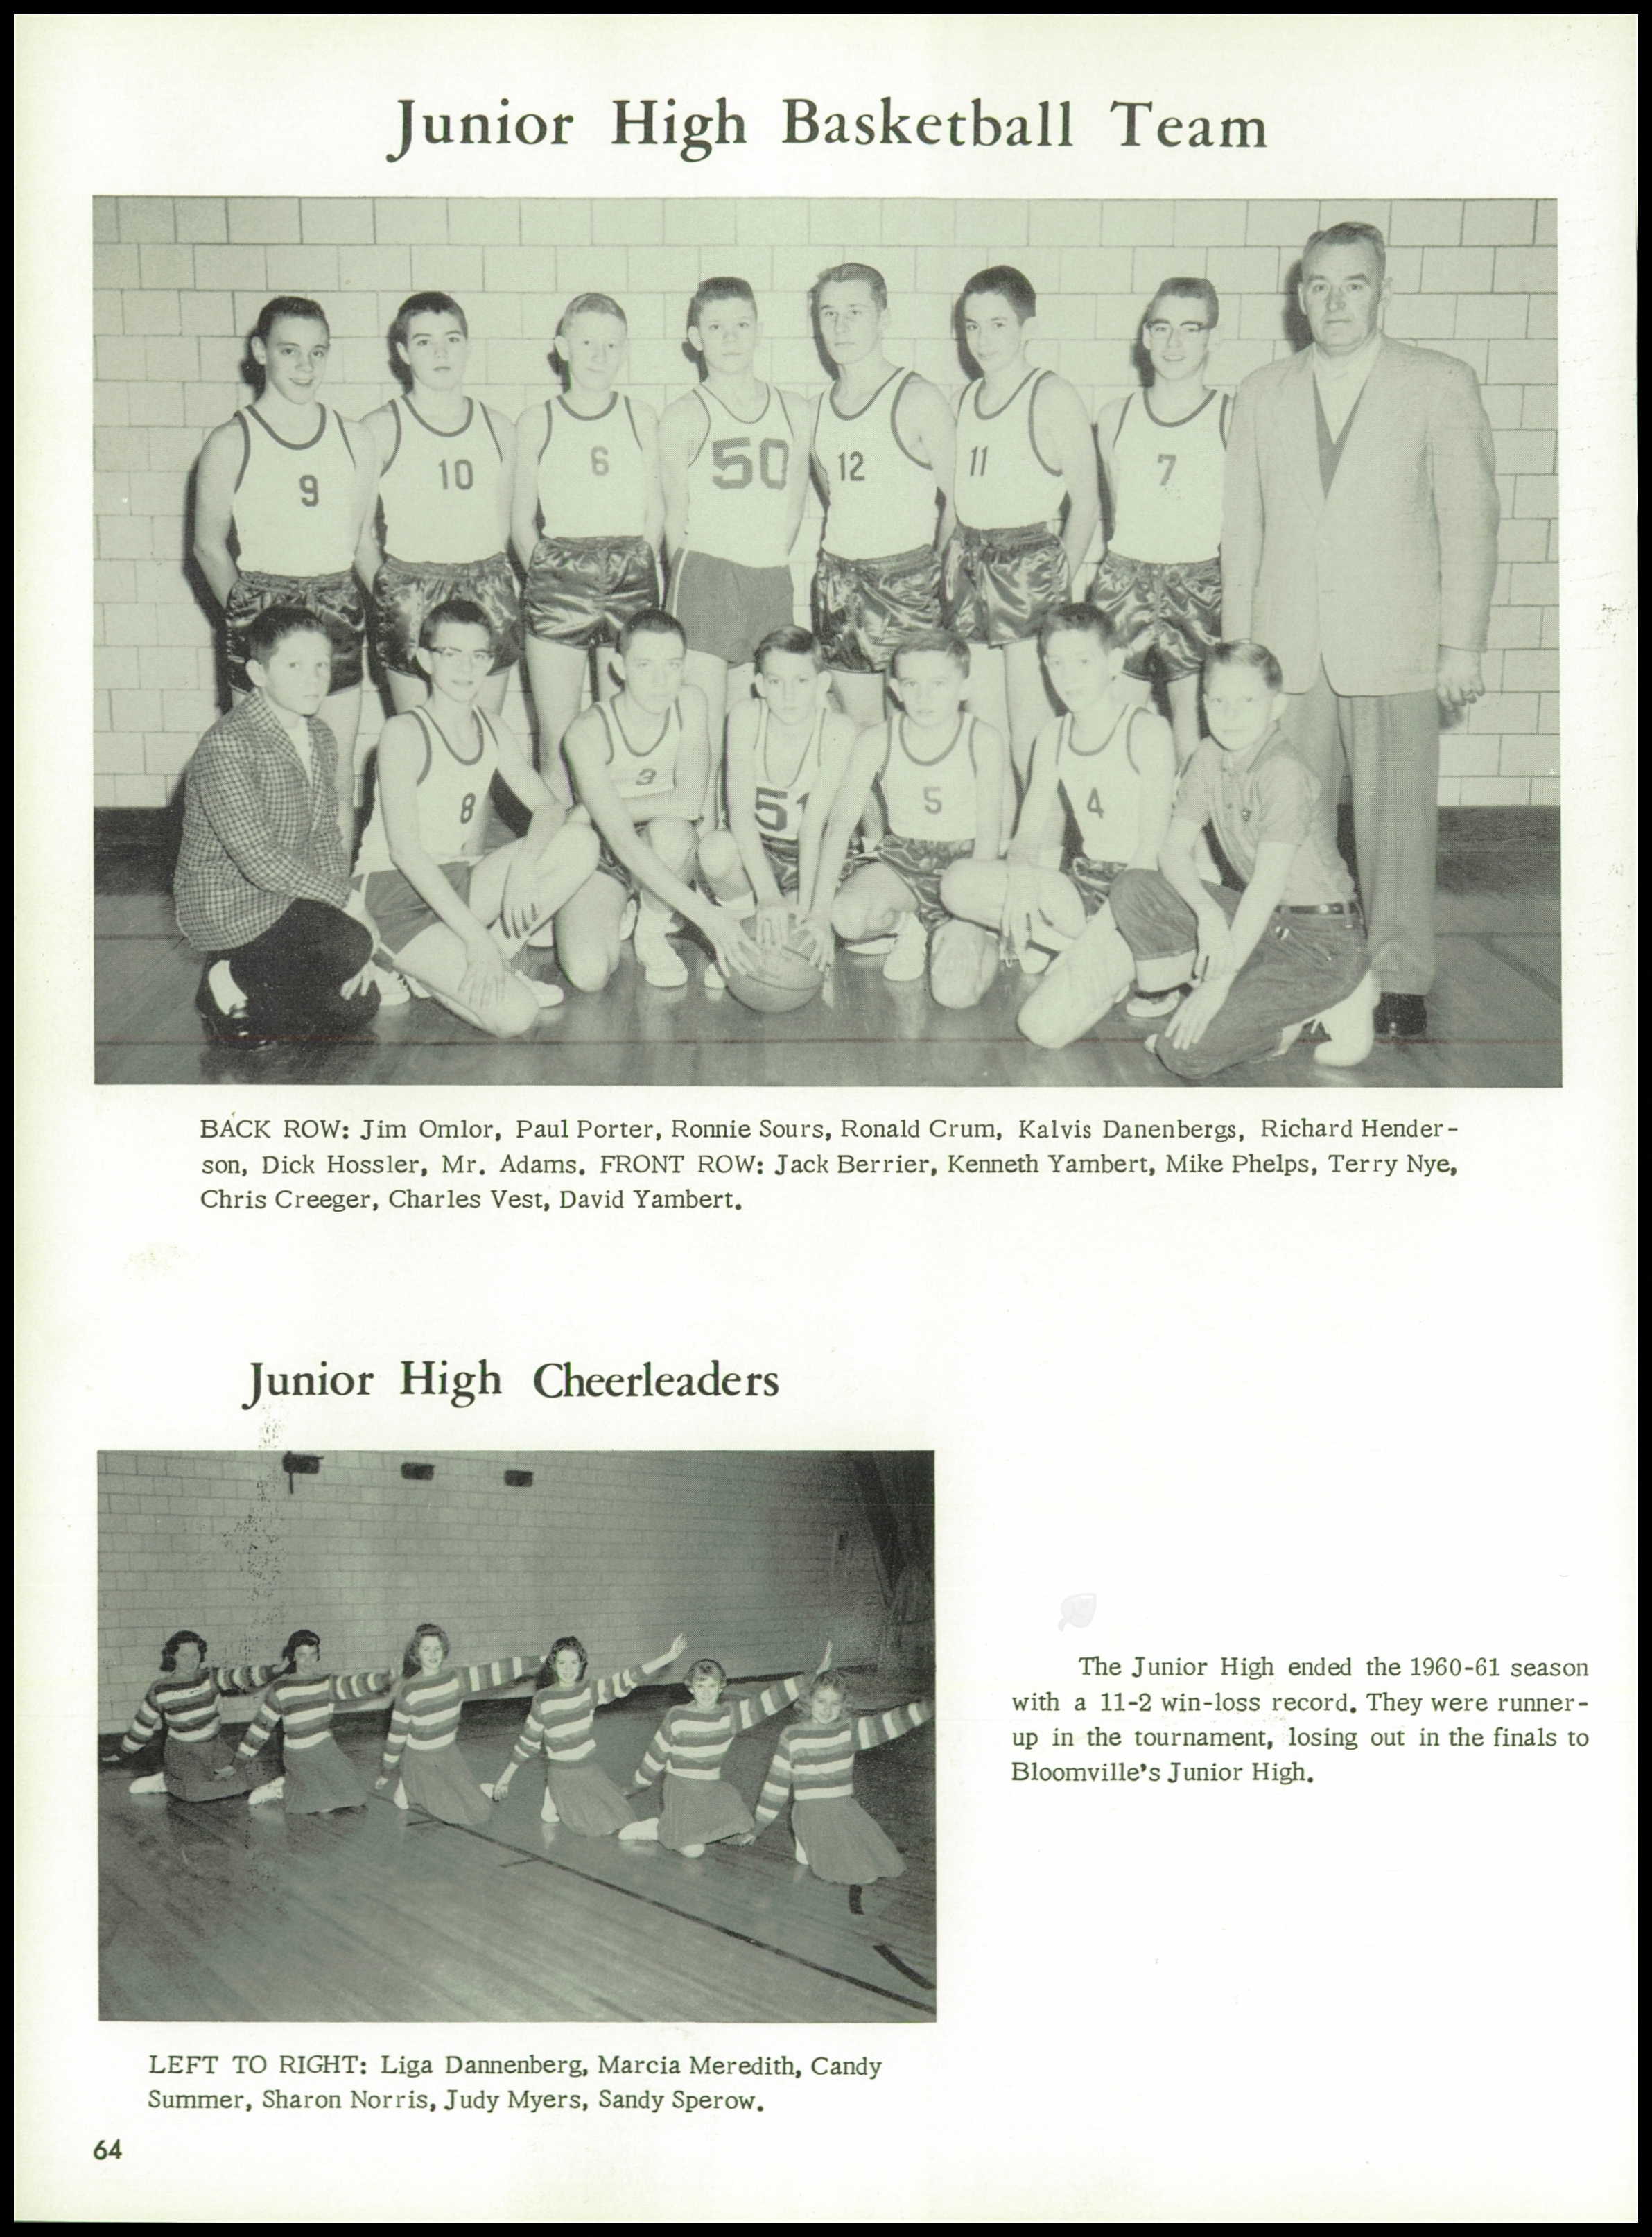 Junior High Basketball Team
9
10
6
50
12
11
7
8
3
51
5
4
BACK ROW: Jim Omlor, Paul Porter, Ronnie Sours, Ronald Crum, Kalvis Danenbergs, Richard Hender-
son, Dick Hossler, Mr. Adams. FRONT ROW: Jack Berrier, Kenneth Yambert, Mike Phelps, Terry Nye,
Chris Creeger, Charles Vest, David Yambert.
Junior High Cheerleaders
The Junior High ended the 1960-61 season
with a 11-2 win-loss record. They were runner-
up in the tournament, losing out in the finals to
Bloomville's Junior High.
LEFT TO RIGHT: Liga Dannenberg, Marcia Meredith, Candy
Summer, Sharon Norris, Judy Myers, Sandy Sperow.
64